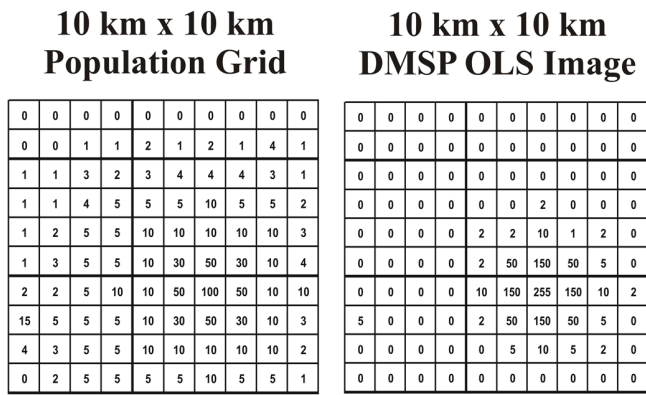 10 km x 10 km
Population Grid
0 0 0 0 0 0 0 0 0 0
0 0 1 1 2 1 2 1 4 1
1 1 3 2 3 4 4 4 3 1
1 1 4 5 5 5 10 5 5 2
1 2 5 5 10 10 10 10 10 3
1 3 5 5 10 30 50 30 10 4
2 2 5 10 10 50 100 50 10 10
15 5 5 5 10 30 50 30 10 3
4 3 5 5 10 10 10 10 10 2
0 2 5 5 5 5 10 5 5 1
10 km x 10 km
DMSP OLS Image
0 0 0 0 0 0 0 0 0 0
0 0 0 0 0 0 0 0 0 0
0 0 0 0 0 0 0 0 0 0
0 0 0 0 0 0 2 0 0 0
0 0 0 0 2 2 10 1 2 0
0 0 0 0 2 50 150 50 5 0
0 0 0 0 10 150 255 150 10 2
5 0 0 0 2 50 150 50 5 0
0 0 0 0 0 5 10 5 2 0
0 0 0 0 0 0 0 0 0 0